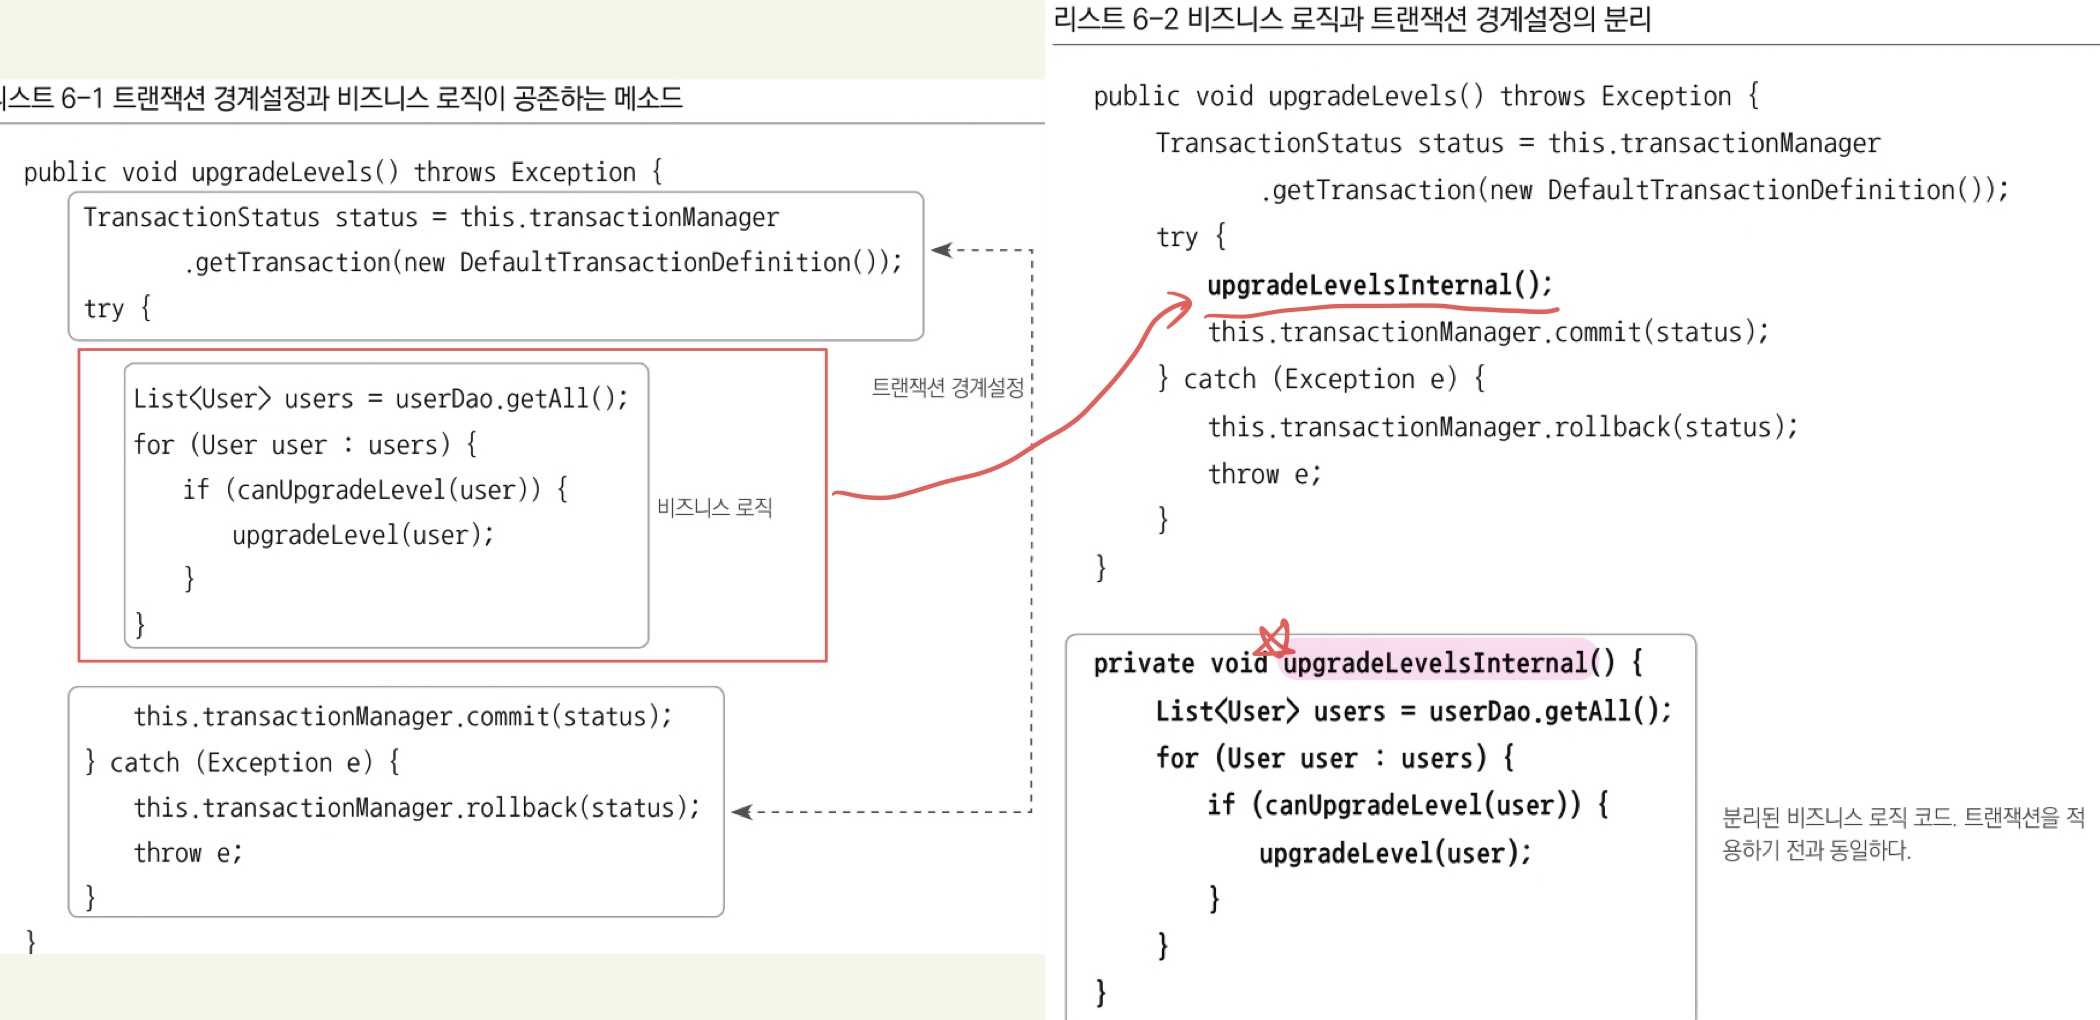 리스트 6-1 트랜잭션 경계설정과 비즈니스 로직이 공존하는 메소드
public void upgradeLevels() throws Exception {
TransactionStatus status = this.transactionManager
.getTransaction(new DefaultTransactionDefinition());
try {
List<User> users = userDao.getAll();
for (User user : users) {
if (canUpgradeLevel(user)) {
upgradeLevel(user);
}
}
비즈니스 로직
트랜잭션 경계설정
this.transactionManager.commit(status);
} catch (Exception e) {
this.transactionManager.rollback(status);
throw e;
}
}
리스트 6-2 비즈니스 로직과 트랜잭션 경계설정의 분리
public void upgradeLevels() throws Exception {
TransactionStatus status = this.transactionManager
.getTransaction(new DefaultTransactionDefinition());
try {
upgradeLevelsInternal();
this.transactionManager.commit(status);
} catch (Exception e) {
this.transactionManager.rollback(status);
throw e;
}
}
private void upgradeLevelsInternal() {
List<User> users = userDao.getAll();
for (User user : users) {
if (canUpgradeLevel(user)) {
upgradeLevel(user);
}
}
}
분리된 비즈니스 로직 코드. 트랜잭션을 적
용하기 전과 동일하다.